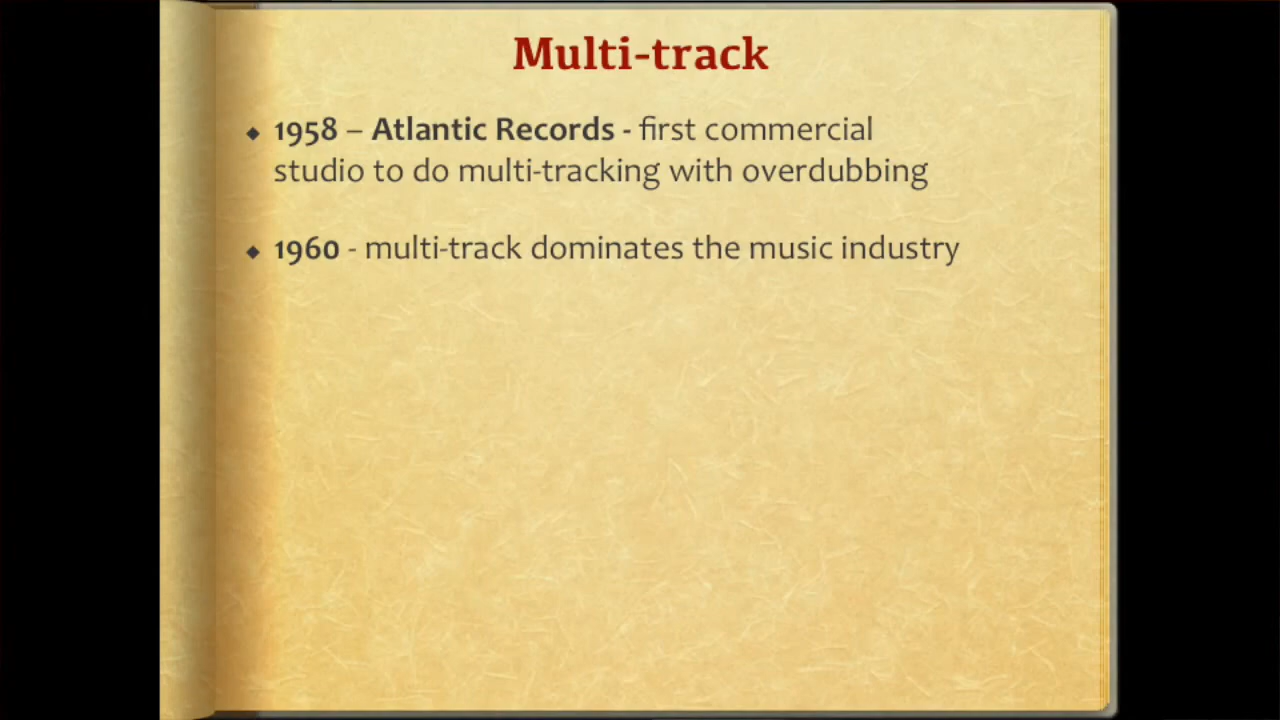 Multi-track
◆ 1958 – Atlantic Records - first commercial
studio to do multi-tracking with overdubbing
◆ 1960 - multi-track dominates the music industry